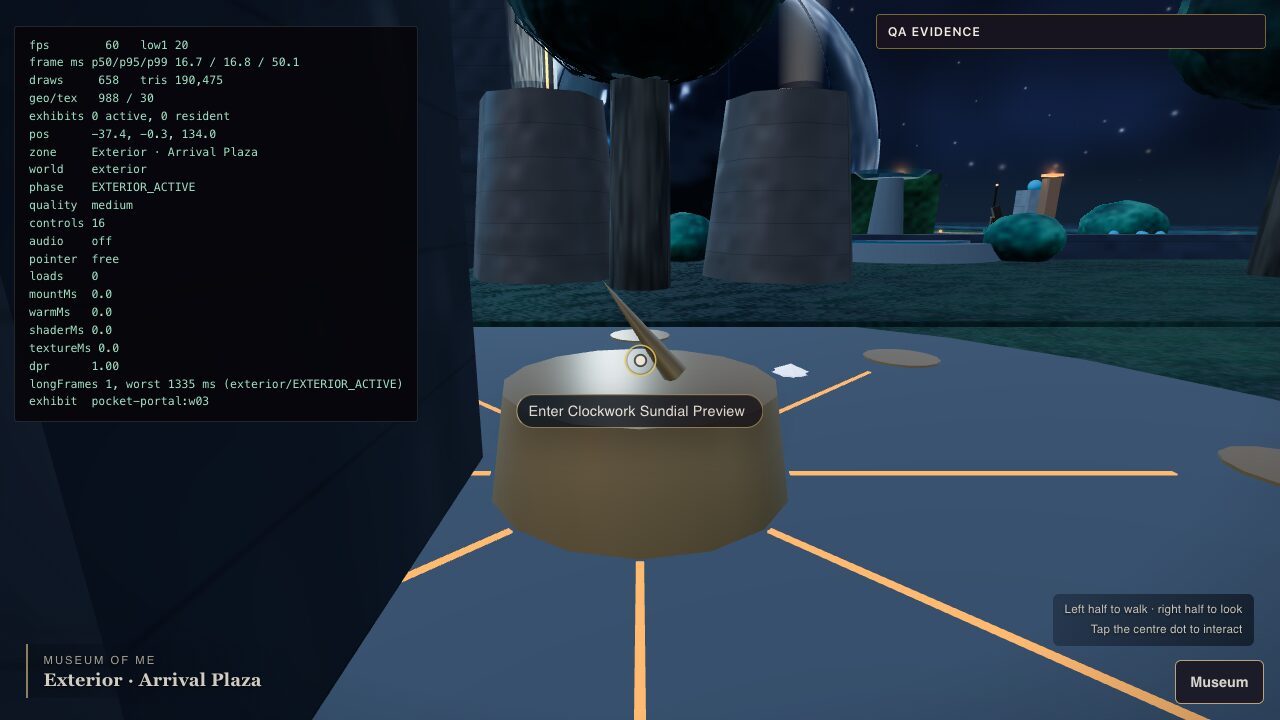 fps 60 low1 20
frame ms p50/p95/p99 16.7 / 16.8 / 50.1
draws 658 tris 190,475
geo/tex 988 / 30
exhibits 0 active, 0 resident
pos −37.4, −0.3, 134.0
zone Exterior · Arrival Plaza
world exterior
phase EXTERIOR_ACTIVE
quality medium
controls 16
audio off
pointer free
loads 0
mountMs 0.0
warmMs 0.0
shaderMs 0.0
textureMs 0.0
dpr 1.00
longFrames 1, worst 1335 ms (exterior/EXTERIOR_ACTIVE)
exhibit pocket-portal:w03
QA EVIDENCE
Enter Clockwork Sundial Preview
Left half to walk · right half to look
Tap the centre dot to interact
MUSEUM OF ME
Exterior · Arrival Plaza
Museum